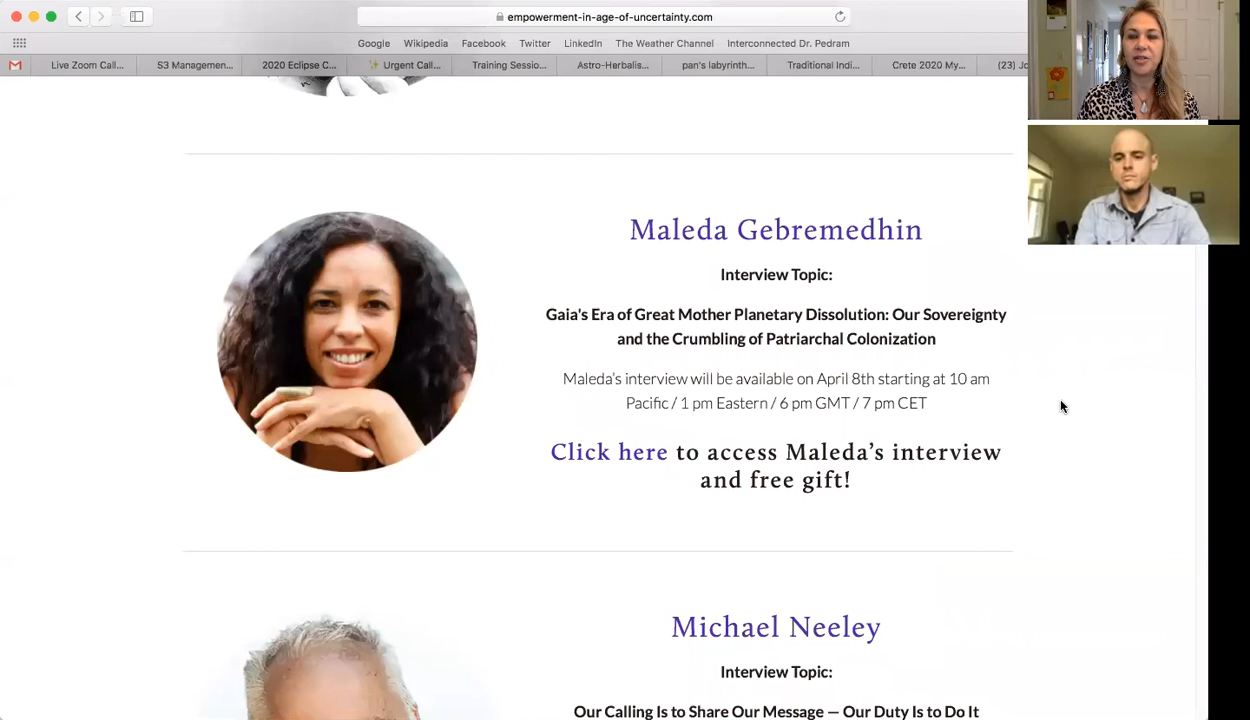 empowerment-in-age-of-uncertainty.com
Google Wikipedia Facebook Twitter LinkedIn The Weather Channel Interconnected Dr. Pedram
Live Zoom Call... S3 Managemen... 2020 Eclipse C... ✨ Urgent Call... Training Sessio... Astro-Herbalis... pan's labyrinth... Traditional Indi... Crete 2020 My... (23) Jo
Maleda Gebremedhin
Interview Topic:
Gaia's Era of Great Mother Planetary Dissolution: Our Sovereignty
and the Crumbling of Patriarchal Colonization
Maleda's interview will be available on April 8th starting at 10 am
Pacific / 1 pm Eastern / 6 pm GMT / 7 pm CET
Click here to access Maleda's interview
and free gift!
Michael Neeley
Interview Topic:
Our Calling Is to Share Our Message — Our Duty Is to Do It